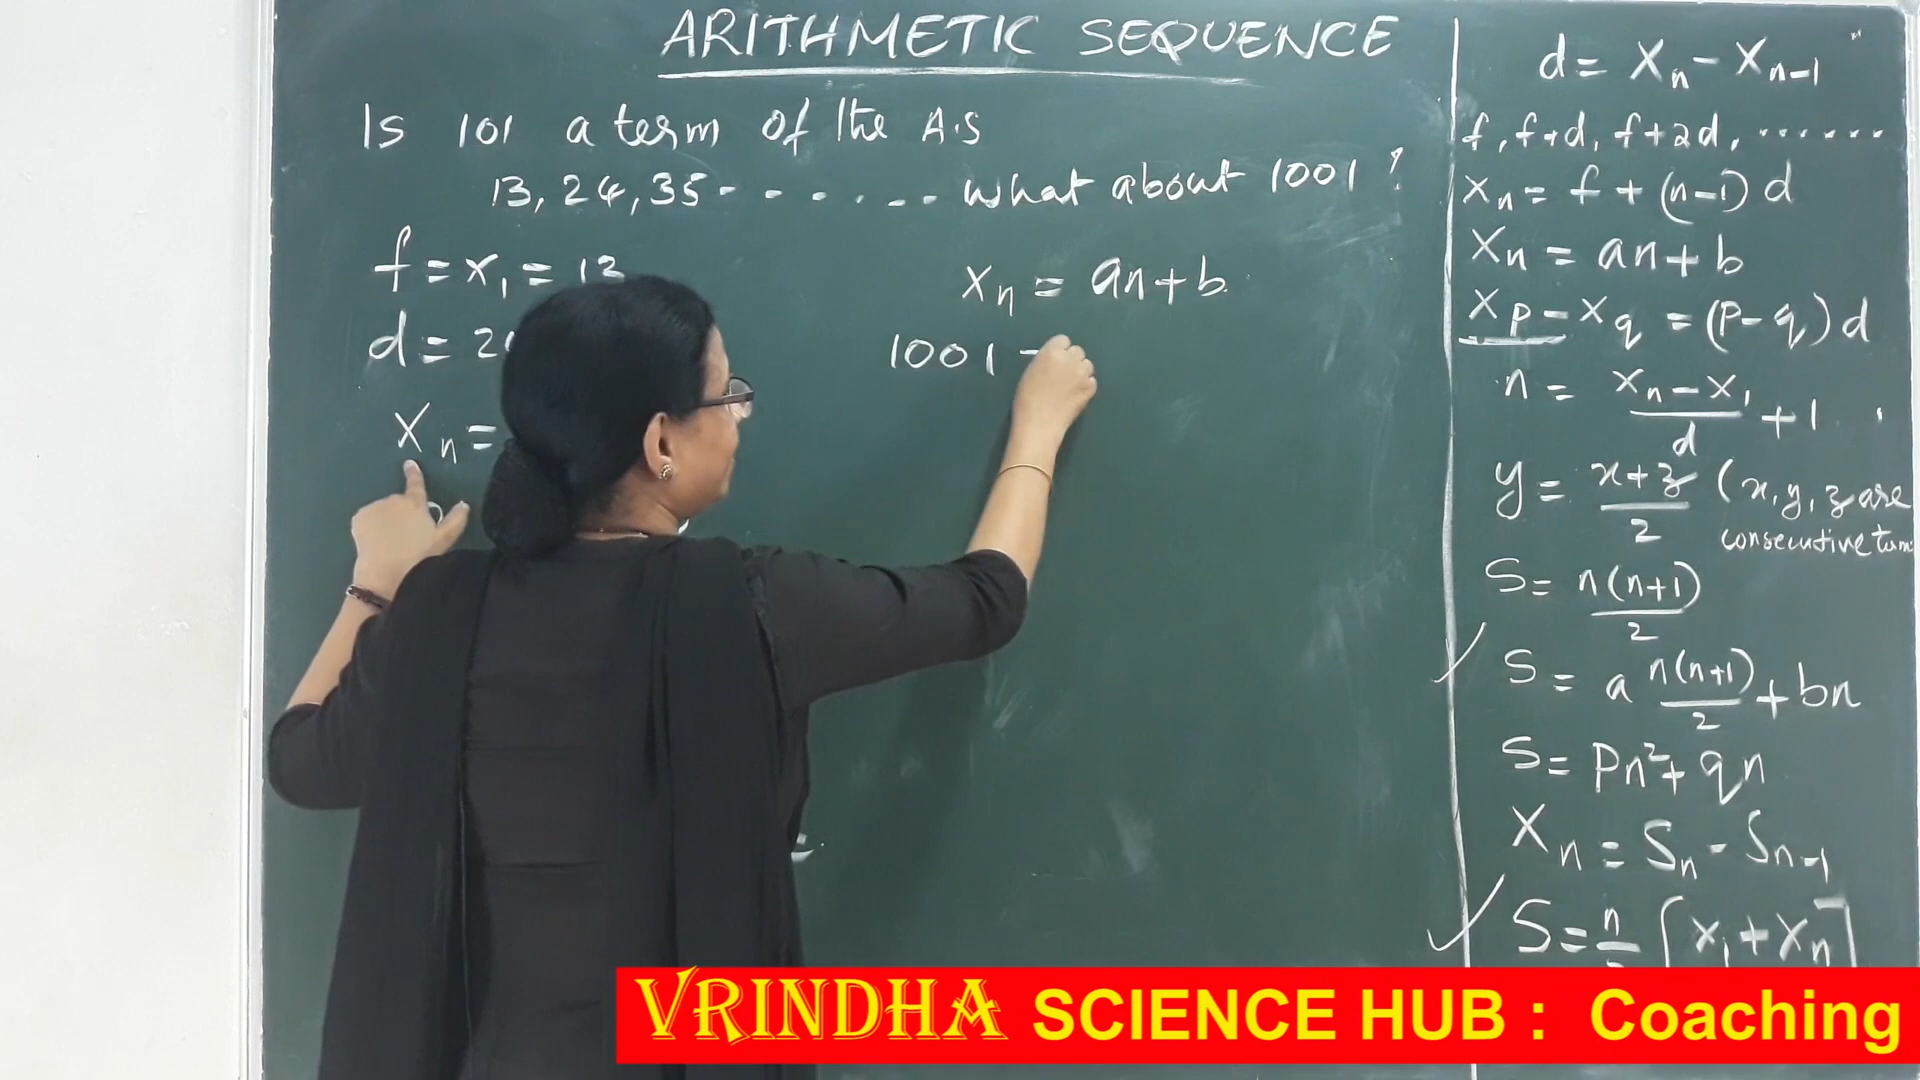 ARITHMETIC SEQUENCE
Is 101 a term of the A.S
13, 24, 35 - - - - - - - what about 1001 ?
f = x₁ = 13
d = 2
xₙ =
xₙ = an + b
1001 =
d = xₙ - xₙ₋₁
f, f+d, f+2d, .......
xₙ = f + (n-1) d
xₙ = an + b
xₚ - x_q = (p - q) d
n = (xₙ - x₁)/d + 1
y = (x+z)/2 (x, y, z are
consecutive
S = n(n+1)/2
S = a n(n+1)/2 + bn
S = pn² + qn
xₙ = Sₙ - Sₙ₋₁
S = n/2 [x₁ + xₙ]
VRINDHA SCIENCE HUB : Coaching